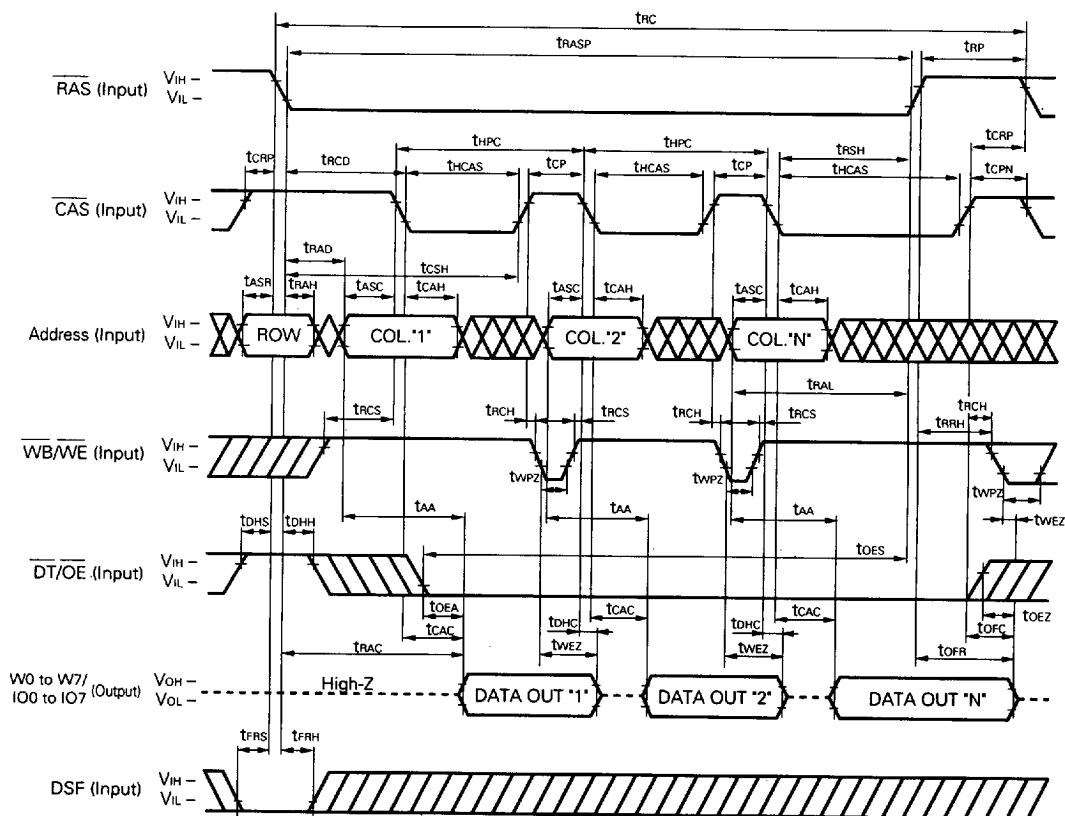 tRC
tRASP
tRP
RAS (Input)
VIH –
VIL –
tHPC
tHPC
tCRP
tCRP
tRCD
tHCAS
tCP
tHCAS
tCP
tRSH
tHCAS
tCPN
CAS (Input)
VIH –
VIL –
tRAD
tCSH
tASR
tRAH
tASC
tCAH
tASC
tCAH
tASC
tCAH
Address (Input)
VIH –
VIL –
ROW
COL."1"
COL."2"
COL."N"
tRAL
tRCS
tRCH
tRCS
tRCH
tRCS
tRCH
tRRH
WB/WE (Input)
VIH –
VIL –
tWPZ
tWPZ
tWPZ
tAA
tAA
tAA
tWEZ
tDHS
tDHH
tOES
DT/OE (Input)
VIH –
VIL –
tOEA
tCAC
tRAC
tDHC
tCAC
tWEZ
tDHC
tCAC
tWEZ
tOEZ
tOFC
tOFR
W0 to W7/
IO0 to IO7 (Output)
VOH –
VOL –
High-Z
DATA OUT "1"
DATA OUT "2"
DATA OUT "N"
tFRS
tFRH
DSF (Input)
VIH –
VIL –